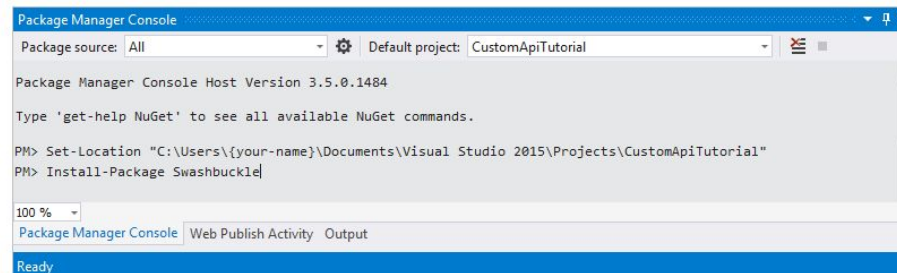 Package Manager Console
Package source: All Default project: CustomApiTutorial
Package Manager Console Host Version 3.5.0.1484
Type 'get-help NuGet' to see all available NuGet commands.
PM> Set-Location "C:\Users\{your-name}\Documents\Visual Studio 2015\Projects\CustomApiTutorial"
PM> Install-Package Swashbuckle
100 %
Package Manager Console Web Publish Activity Output
Ready